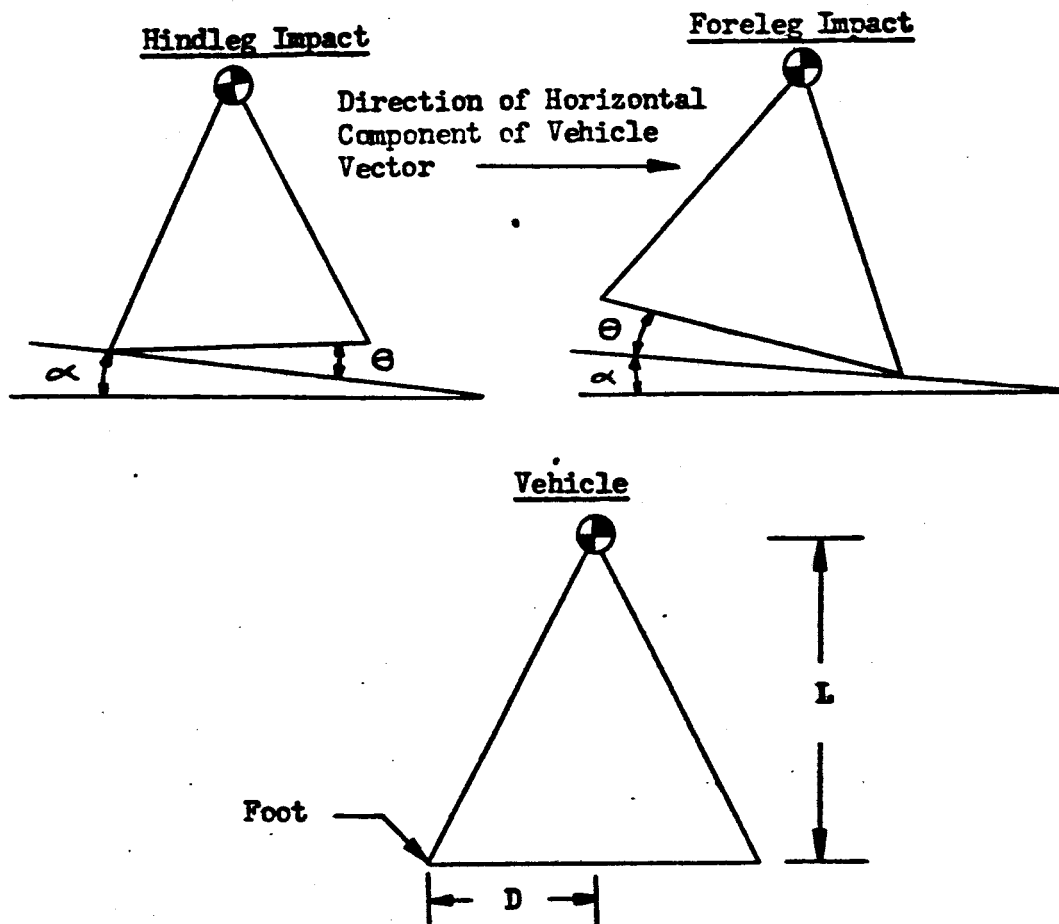 Hindleg Impact
Foreleg Impact
Direction of Horizontal
Component of Vehicle
Vector
α
θ
θ
α
Vehicle
L
Foot
D